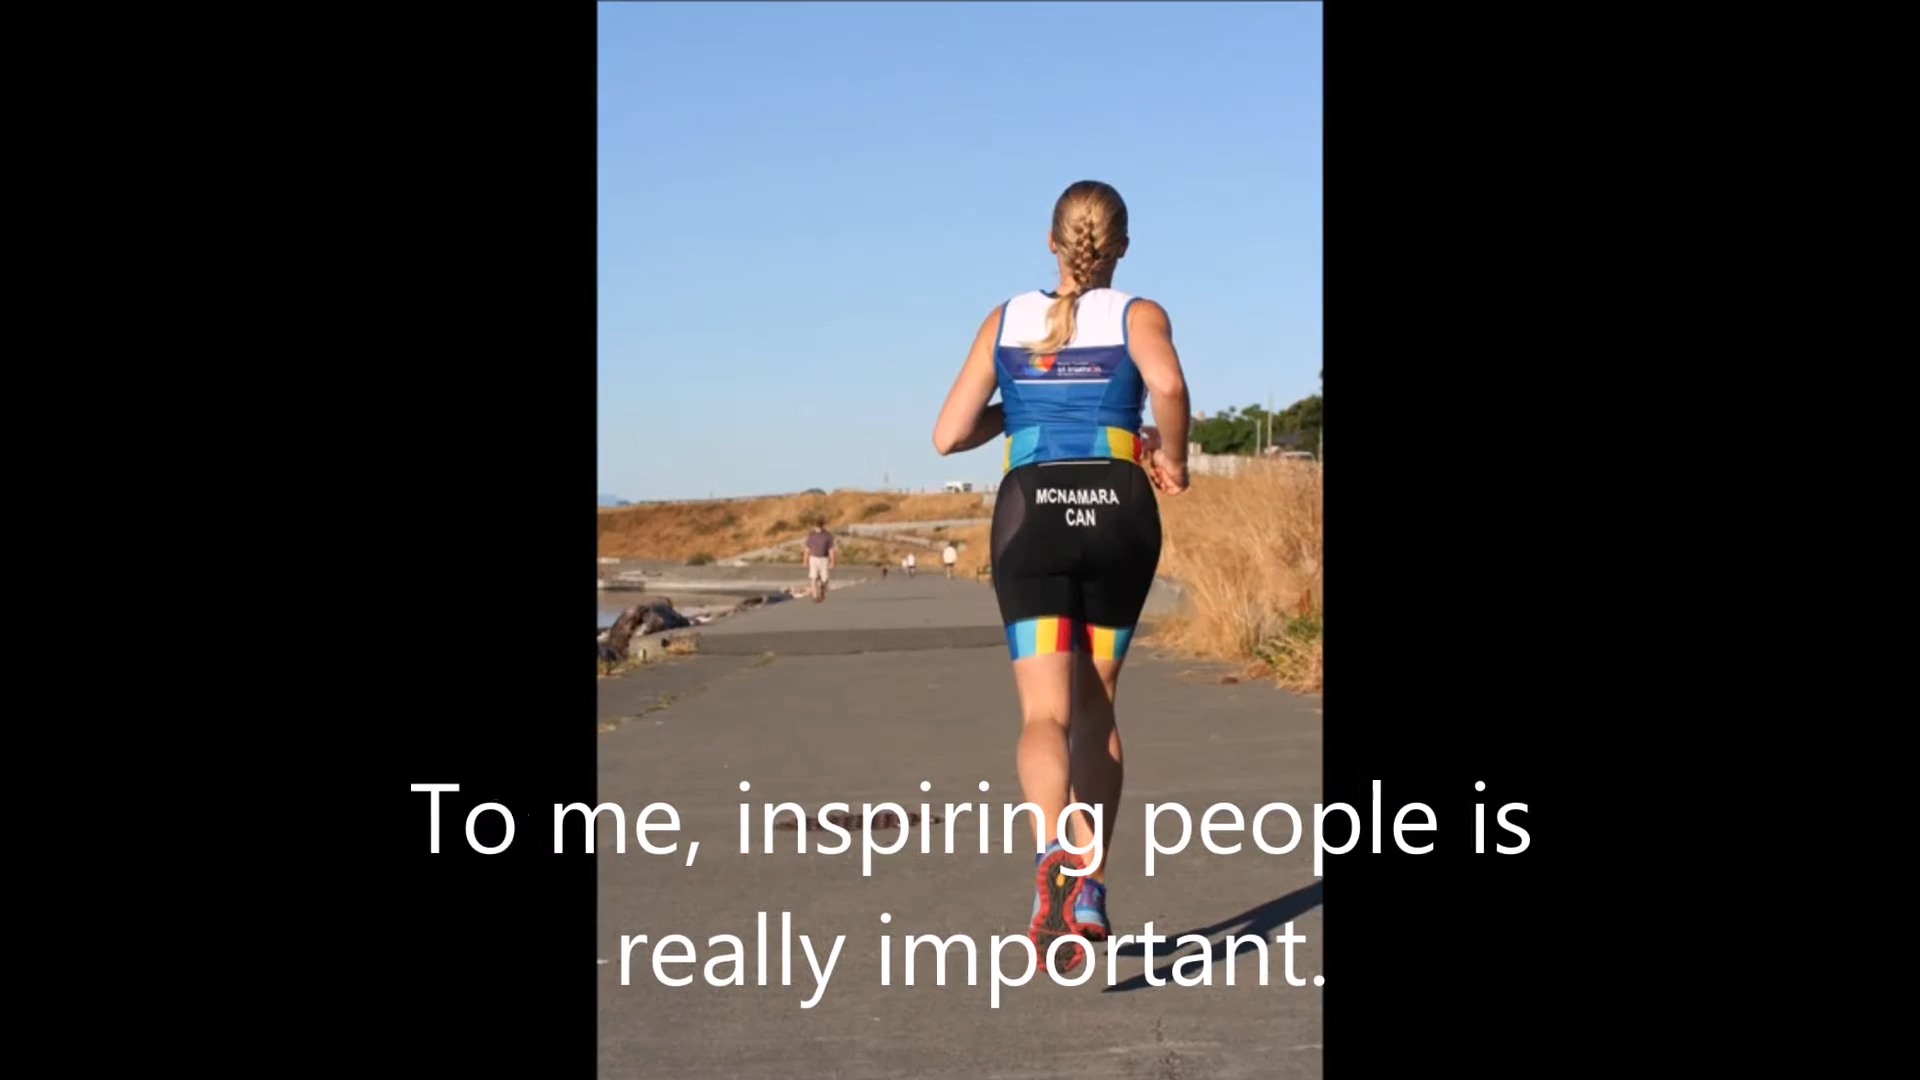 MCNAMARA
CAN
To me, inspiring people is
really important.